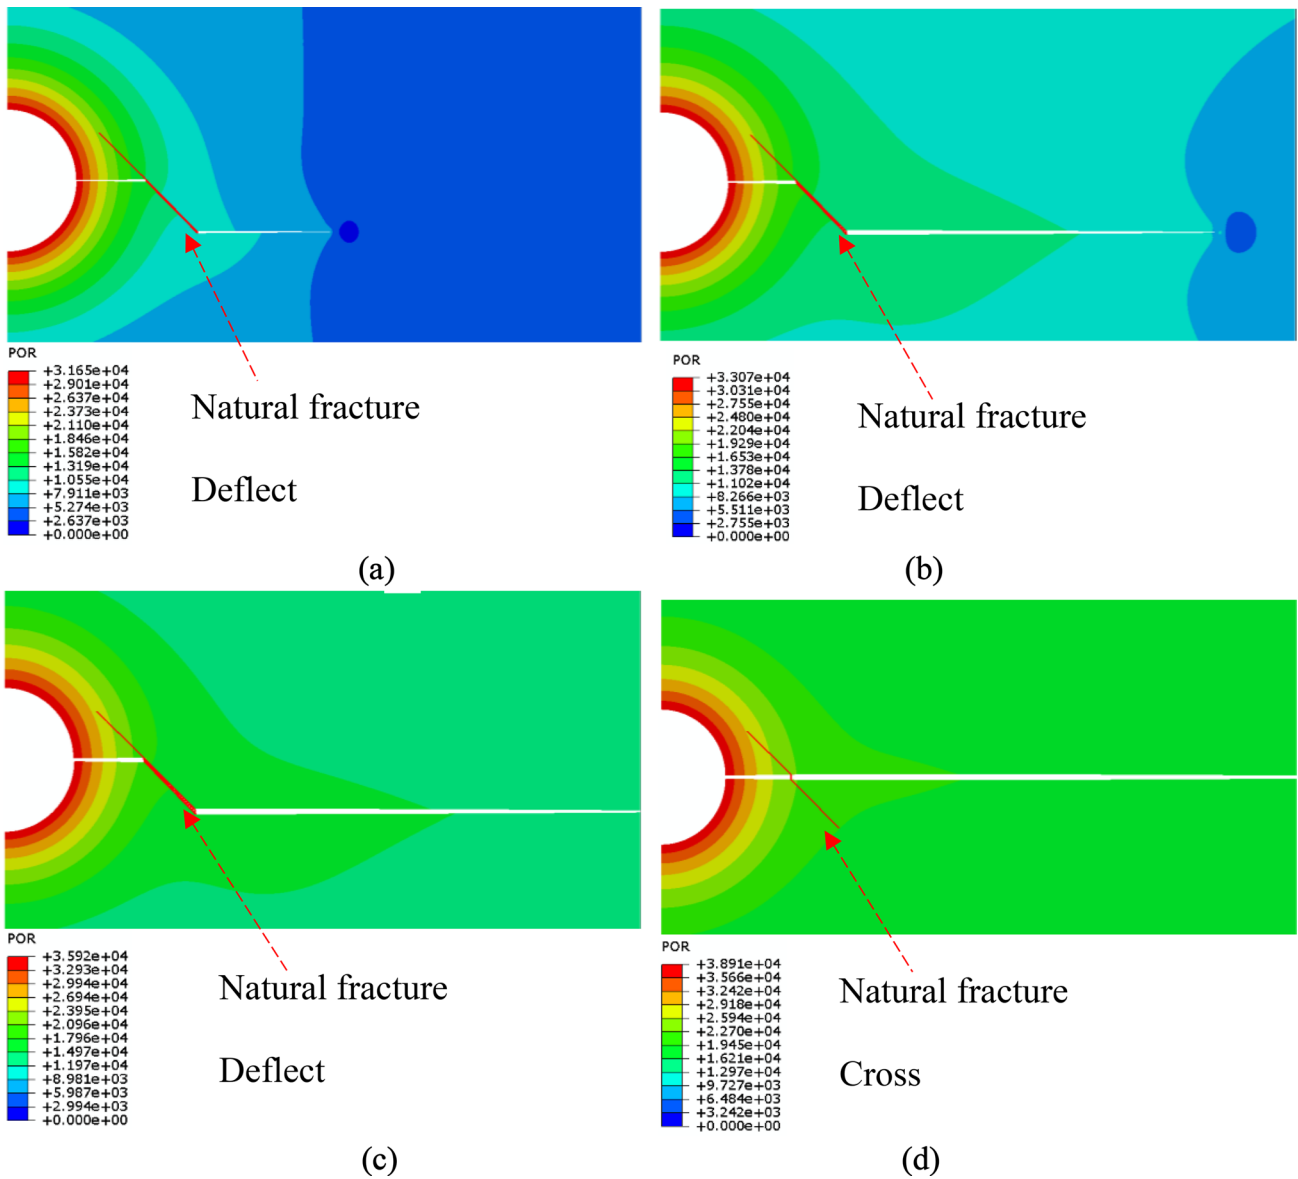 POR
+3.165e+04
+2.901e+04
+2.637e+04
+2.373e+04
+2.110e+04
+1.846e+04
+1.582e+04
+1.319e+04
+1.055e+04
+7.911e+03
+5.274e+03
+2.637e+03
+0.000e+00
Natural fracture
Deflect
(a)
POR
+3.307e+04
+3.031e+04
+2.755e+04
+2.480e+04
+2.204e+04
+1.929e+04
+1.653e+04
+1.378e+04
+1.102e+04
+8.266e+03
+5.511e+03
+2.755e+03
+0.000e+00
Natural fracture
Deflect
(b)
POR
+3.592e+04
+3.293e+04
+2.994e+04
+2.694e+04
+2.395e+04
+2.096e+04
+1.796e+04
+1.497e+04
+1.197e+04
+8.981e+03
+5.987e+03
+2.994e+03
+0.000e+00
Natural fracture
Deflect
(c)
POR
+3.891e+04
+3.566e+04
+3.242e+04
+2.918e+04
+2.594e+04
+2.270e+04
+1.945e+04
+1.621e+04
+1.297e+04
+9.727e+03
+6.484e+03
+3.242e+03
+0.000e+00
Natural fracture
Cross
(d)